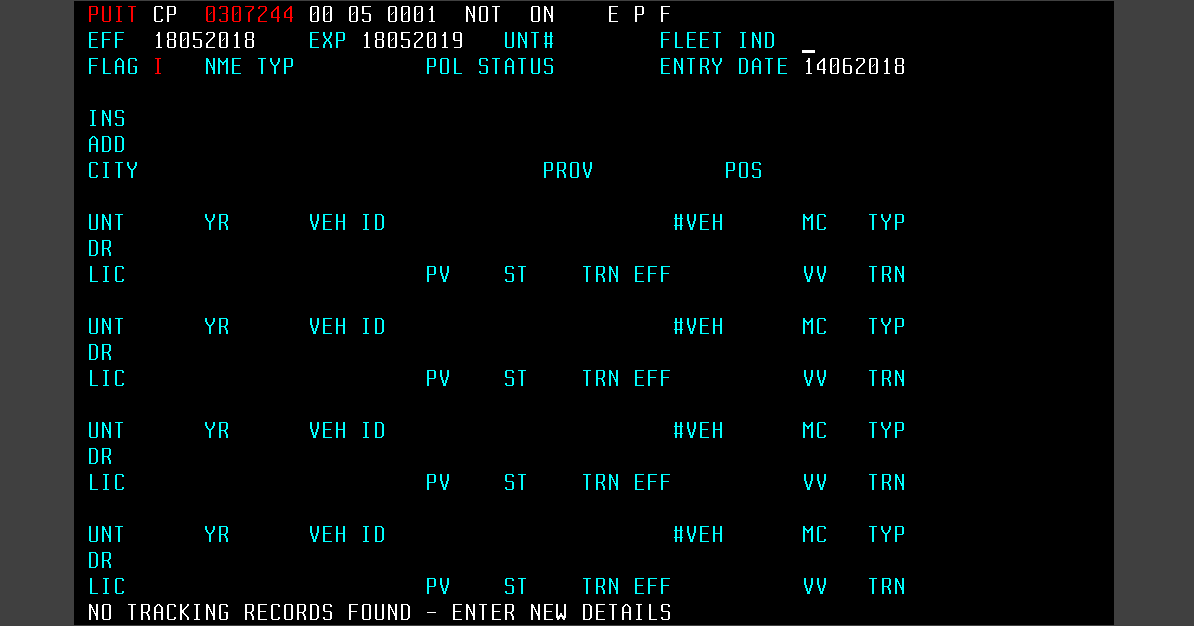 PUIT CP 0307244 00 05 0001 NOT ON E P F
EFF 18052018 EXP 18052019 UNT# FLEET IND _
FLAG I NME TYP POL STATUS ENTRY DATE 14062018
INS
ADD
CITY PROV POS
UNT YR VEH ID #VEH MC TYP
DR
LIC PV ST TRN EFF VV TRN
UNT YR VEH ID #VEH MC TYP
DR
LIC PV ST TRN EFF VV TRN
UNT YR VEH ID #VEH MC TYP
DR
LIC PV ST TRN EFF VV TRN
UNT YR VEH ID #VEH MC TYP
DR
LIC PV ST TRN EFF VV TRN
NO TRACKING RECORDS FOUND - ENTER NEW DETAILS